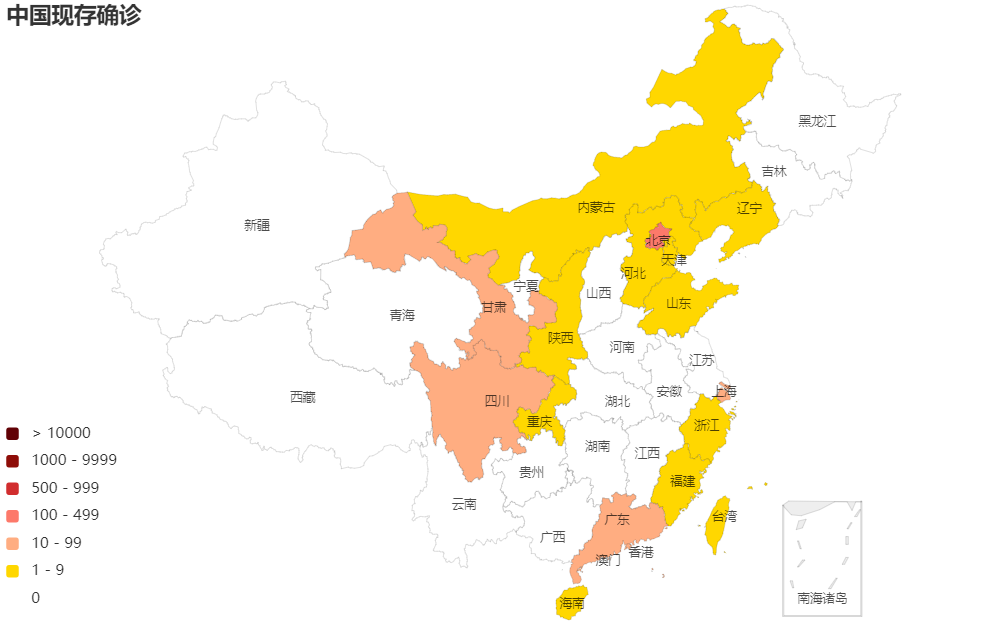 中国现存确诊
黑龙江
吉林
新疆
内蒙古
辽宁
北京
天津
河北
宁夏
山西
山东
甘肃
青海
陕西
河南
江苏
西藏
四川
湖北
安徽
上海
重庆
浙江
湖南
江西
贵州
福建
云南
广东
台湾
广西
香港
澳门
海南
南海诸岛
> 10000
1000 - 9999
500 - 999
100 - 499
10 - 99
1 - 9
0